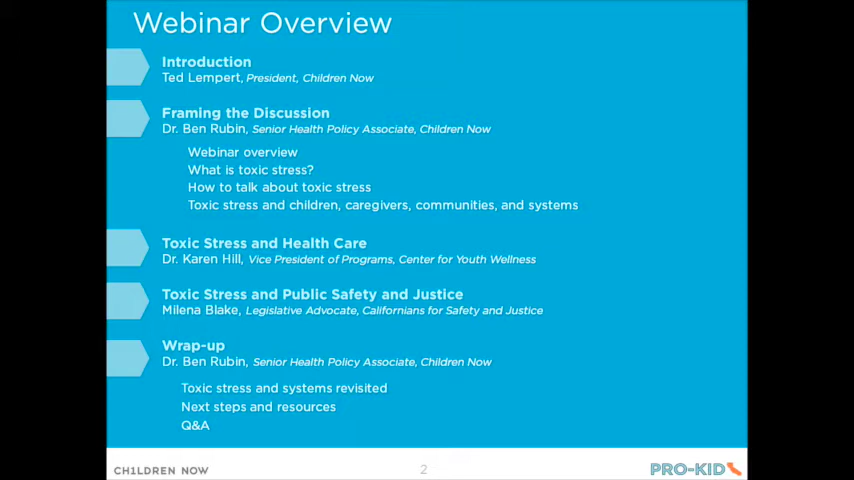 Webinar Overview
Introduction
Ted Lempert, President, Children Now
Framing the Discussion
Dr. Ben Rubin, Senior Health Policy Associate, Children Now
Webinar overview
What is toxic stress?
How to talk about toxic stress
Toxic stress and children, caregivers, communities, and systems
Toxic Stress and Health Care
Dr. Karen Hill, Vice President of Programs, Center for Youth Wellness
Toxic Stress and Public Safety and Justice
Milena Blake, Legislative Advocate, Californians for Safety and Justice
Wrap-up
Dr. Ben Rubin, Senior Health Policy Associate, Children Now
Toxic stress and systems revisited
Next steps and resources
Q&A
CH1LDREN NOW
2
PRO-KID